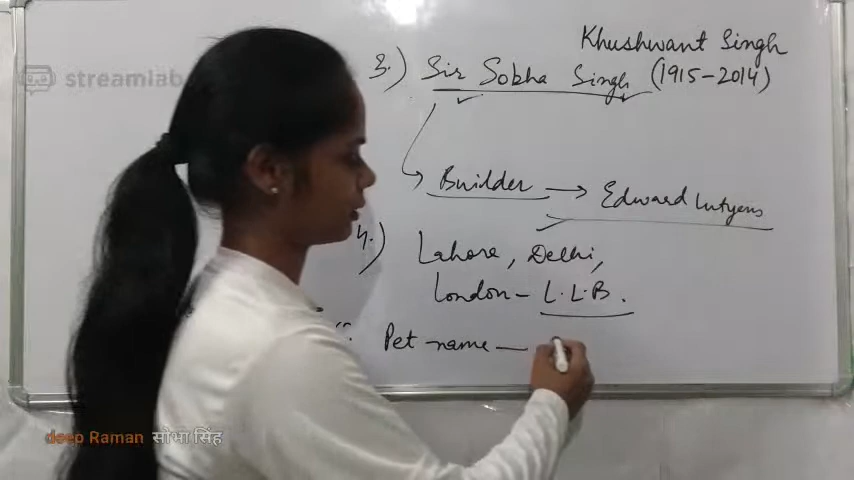 Khushwant Singh
3.) Sir Sobha Singh (1915-2014)
Builder → Edward Lutyens
4.) Lahore, Delhi,
London - L.L.B.
Pet name —
streamlab
deep Raman सोभा सिंह